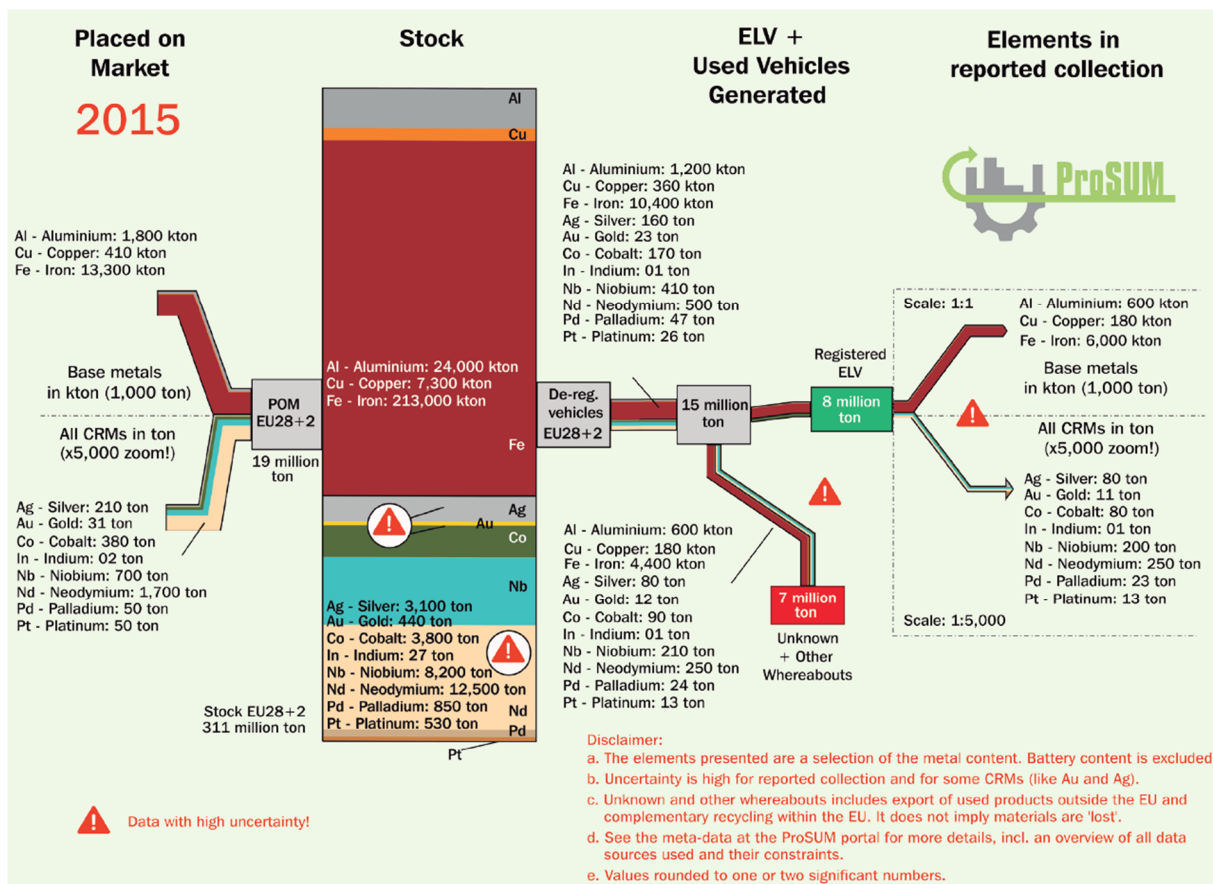 Placed on
Market
2015
Stock
ELV +
Used Vehicles
Generated
Elements in
reported collection
ProSUM
Al - Aluminium: 1,800 kton
Cu - Copper: 410 kton
Fe - Iron: 13,300 kton
Base metals
in kton (1,000 ton)
All CRMs in ton
(x5,000 zoom!)
Ag - Silver: 210 ton
Au - Gold: 31 ton
Co - Cobalt: 380 ton
In - Indium: 02 ton
Nb - Niobium: 700 ton
Nd - Neodymium: 1,700 ton
Pd - Palladium: 50 ton
Pt - Platinum: 50 ton
POM
EU28+2
19 million
ton
Al
Cu
Al - Aluminium: 24,000 kton
Cu - Copper: 7,300 kton
Fe - Iron: 213,000 kton
Fe
Ag
Au
Co
Nb
Ag - Silver: 3,100 ton
Au - Gold: 440 ton
Co - Cobalt: 3,800 ton
In - Indium: 27 ton
Nb - Niobium: 8,200 ton
Nd - Neodymium: 12,500 ton
Pd - Palladium: 850 ton
Pt - Platinum: 530 ton
Nd
Pd
Pt
Stock EU28+2
311 million ton
De-reg.
vehicles
EU28+2
Al - Aluminium: 1,200 kton
Cu - Copper: 360 kton
Fe - Iron: 10,400 kton
Ag - Silver: 160 ton
Au - Gold: 23 ton
Co - Cobalt: 170 ton
In - Indium: 01 ton
Nb - Niobium: 410 ton
Nd - Neodymium: 500 ton
Pd - Palladium: 47 ton
Pt - Platinum: 26 ton
15 million
ton
Registered
ELV
8 million
ton
Al - Aluminium: 600 kton
Cu - Copper: 180 kton
Fe - Iron: 4,400 kton
Ag - Silver: 80 ton
Au - Gold: 12 ton
Co - Cobalt: 90 ton
In - Indium: 01 ton
Nb - Niobium: 210 ton
Nd - Neodymium: 250 ton
Pd - Palladium: 24 ton
Pt - Platinum: 13 ton
7 million
ton
Unknown
+ Other
Whereabouts
Scale: 1:1
Al - Aluminium: 600 kton
Cu - Copper: 180 kton
Fe - Iron: 6,000 kton
Base metals
in kton (1,000 ton)
All CRMs in ton
(x5,000 zoom!)
Ag - Silver: 80 ton
Au - Gold: 11 ton
Co - Cobalt: 80 ton
In - Indium: 01 ton
Nb - Niobium: 200 ton
Nd - Neodymium: 250 ton
Pd - Palladium: 23 ton
Pt - Platinum: 13 ton
Scale: 1:5,000
Data with high uncertainty!
Disclaimer:
a. The elements presented are a selection of the metal content. Battery content is excluded
b. Uncertainty is high for reported collection and for some CRMs (like Au and Ag).
c. Unknown and other whereabouts includes export of used products outside the EU and
complementary recycling within the EU. It does not imply materials are 'lost'.
d. See the meta-data at the ProSUM portal for more details, incl. an overview of all data
sources used and their constraints.
e. Values rounded to one or two significant numbers.